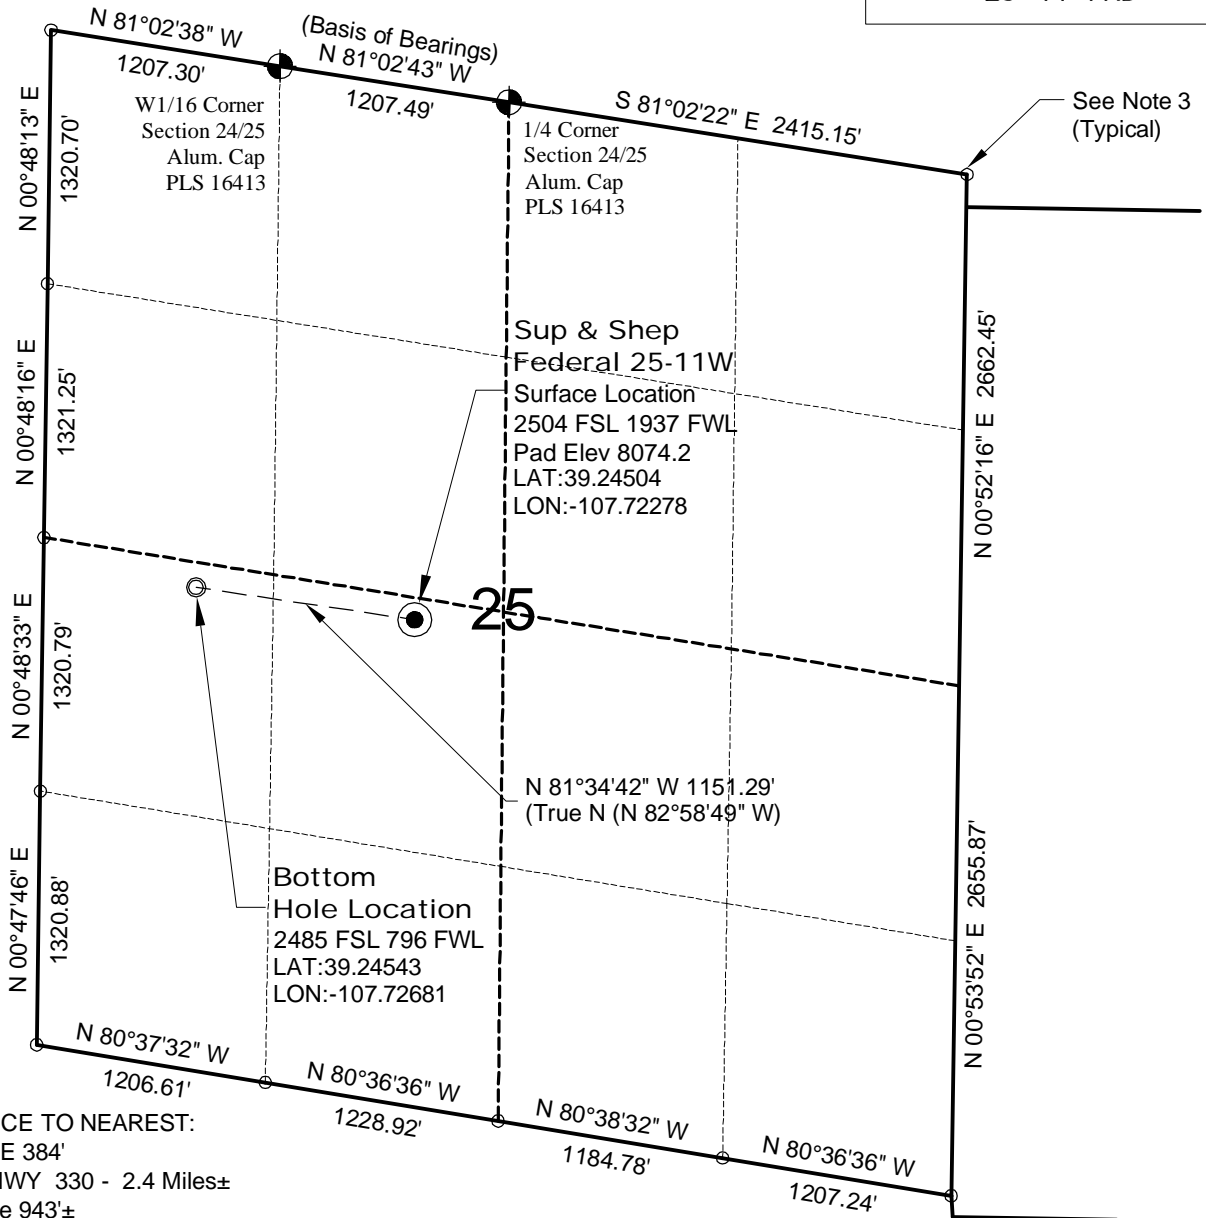 N 81°02'38" W
1207.30'
(Basis of Bearings)
N 81°02'43" W
1207.49'
S 81°02'22" E 2415.15'
See Note 3
(Typical)
W1/16 Corner
Section 24/25
Alum. Cap
PLS 16413
1/4 Corner
Section 24/25
Alum. Cap
PLS 16413
N 00°48'13" E
1320.70'
N 00°48'16" E
1321.25'
N 00°48'33" E
1320.79'
N 00°47'46" E
1320.88'
Sup & Shep
Federal 25-11W
Surface Location
2504 FSL 1937 FWL
Pad Elev 8074.2
LAT:39.24504
LON:-107.72278
N 00°52'16" E 2662.45'
25
N 81°34'42" W 1151.29'
(True N (N 82°58'49" W)
Bottom
Hole Location
2485 FSL 796 FWL
LAT:39.24543
LON:-107.72681
N 00°53'52" E 2655.87'
N 80°37'32" W
1206.61'
N 80°36'36" W
1228.92'
N 80°38'32" W
1184.78'
N 80°36'36" W
1207.24'
CE TO NEAREST:
E 384'
HWY 330 - 2.4 Miles±
e 943'±